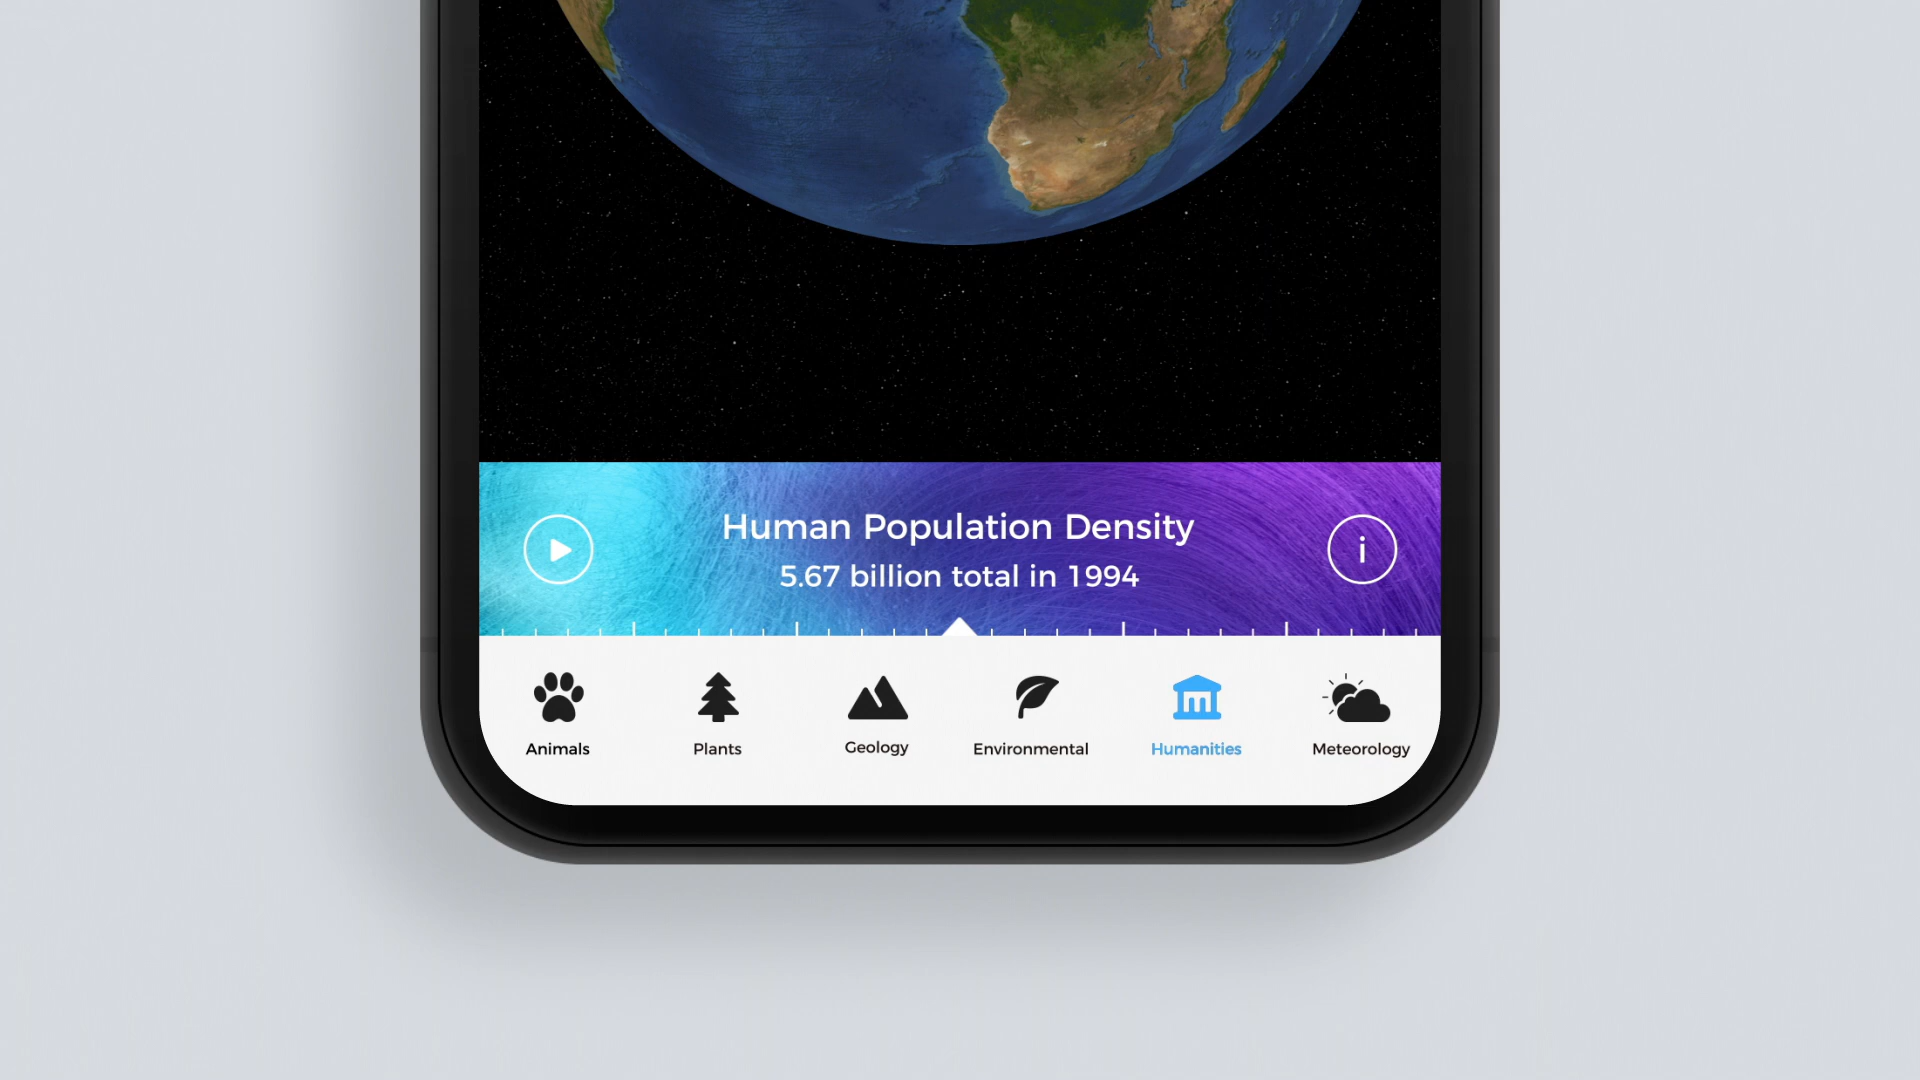 Human Population Density
5.67 billion total in 1994
Animals
Plants
Geology
Environmental
Humanities
Meteorology